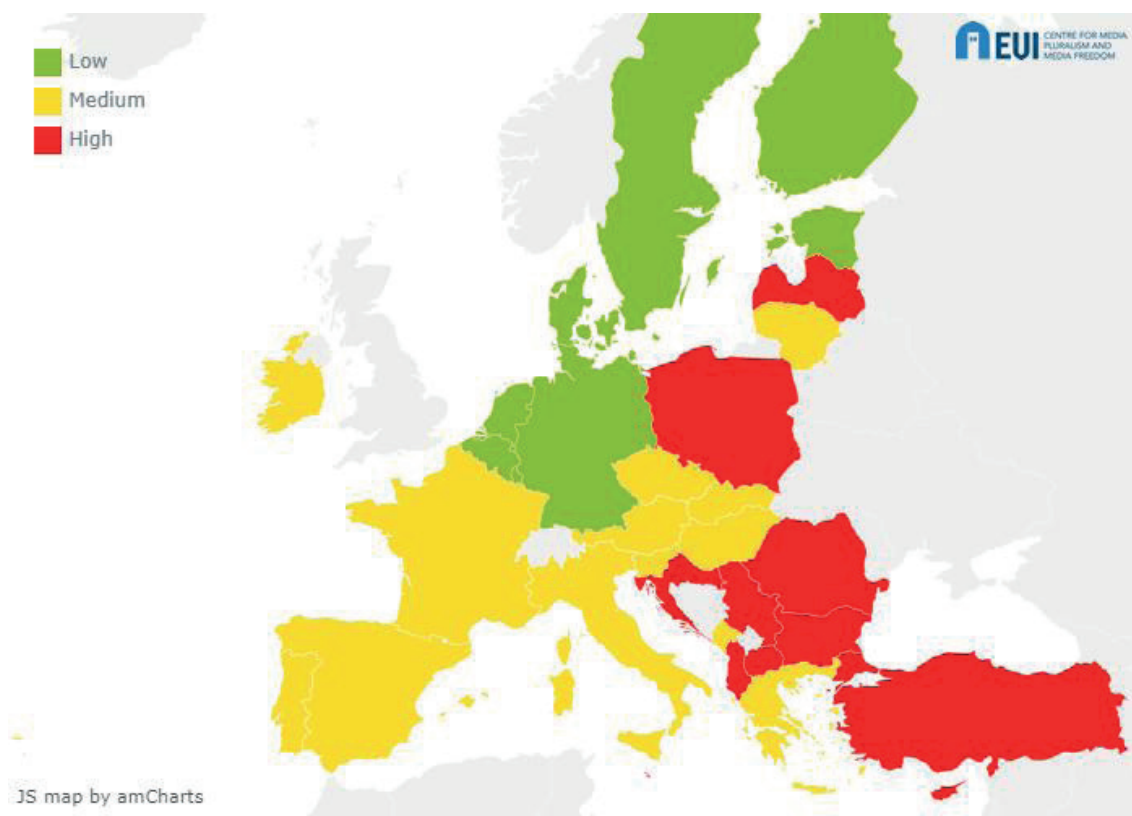 Low
Medium
High
EUI
CENTRE FOR MEDIA
PLURALISM AND
MEDIA FREEDOM
JS map by amCharts